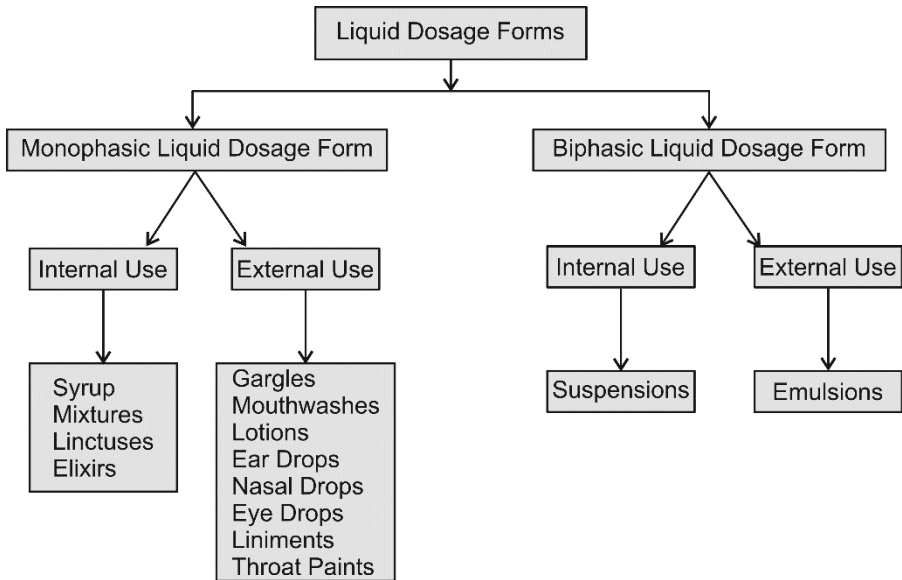 Liquid Dosage Forms
Monophasic Liquid Dosage Form
Biphasic Liquid Dosage Form
Internal Use
External Use
Internal Use
External Use
Syrup
Mixtures
Linctuses
Elixirs
Gargles
Mouthwashes
Lotions
Ear Drops
Nasal Drops
Eye Drops
Liniments
Throat Paints
Suspensions
Emulsions